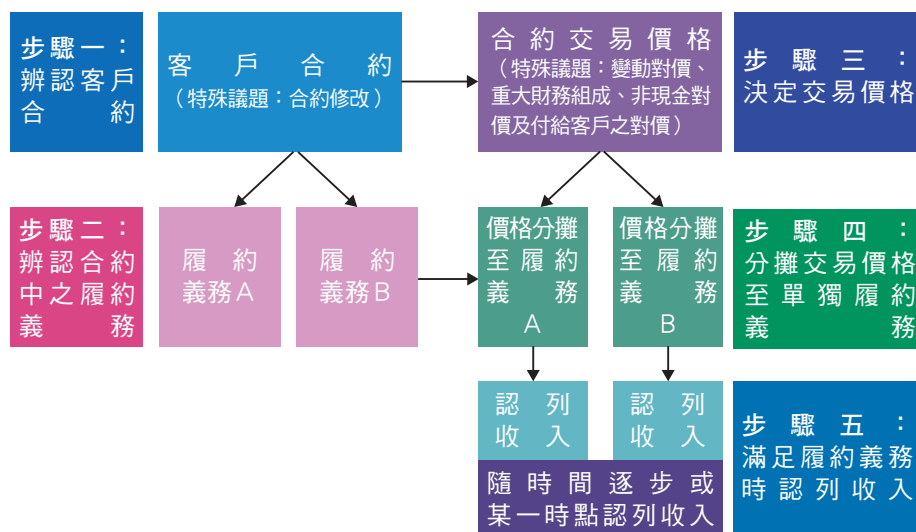 步驟一：
辨認客戶
合約
客戶合約
（特殊議題：合約修改）
合約交易價格
（特殊議題：變動對價、
重大財務組成、非現金對
價及付給客戶之對價）
步驟三：
決定交易價格
步驟二：
辨認合約
中之履約
義務
履約
義務A
履約
義務B
價格分攤
至履約
義務
A
價格分攤
至履約
義務
B
步驟四：
分攤交易價格
至單獨履約
義務
認列
收入
認列
收入
隨時間逐步或
某一時點認列收入
步驟五：
滿足履約義務
時認列收入